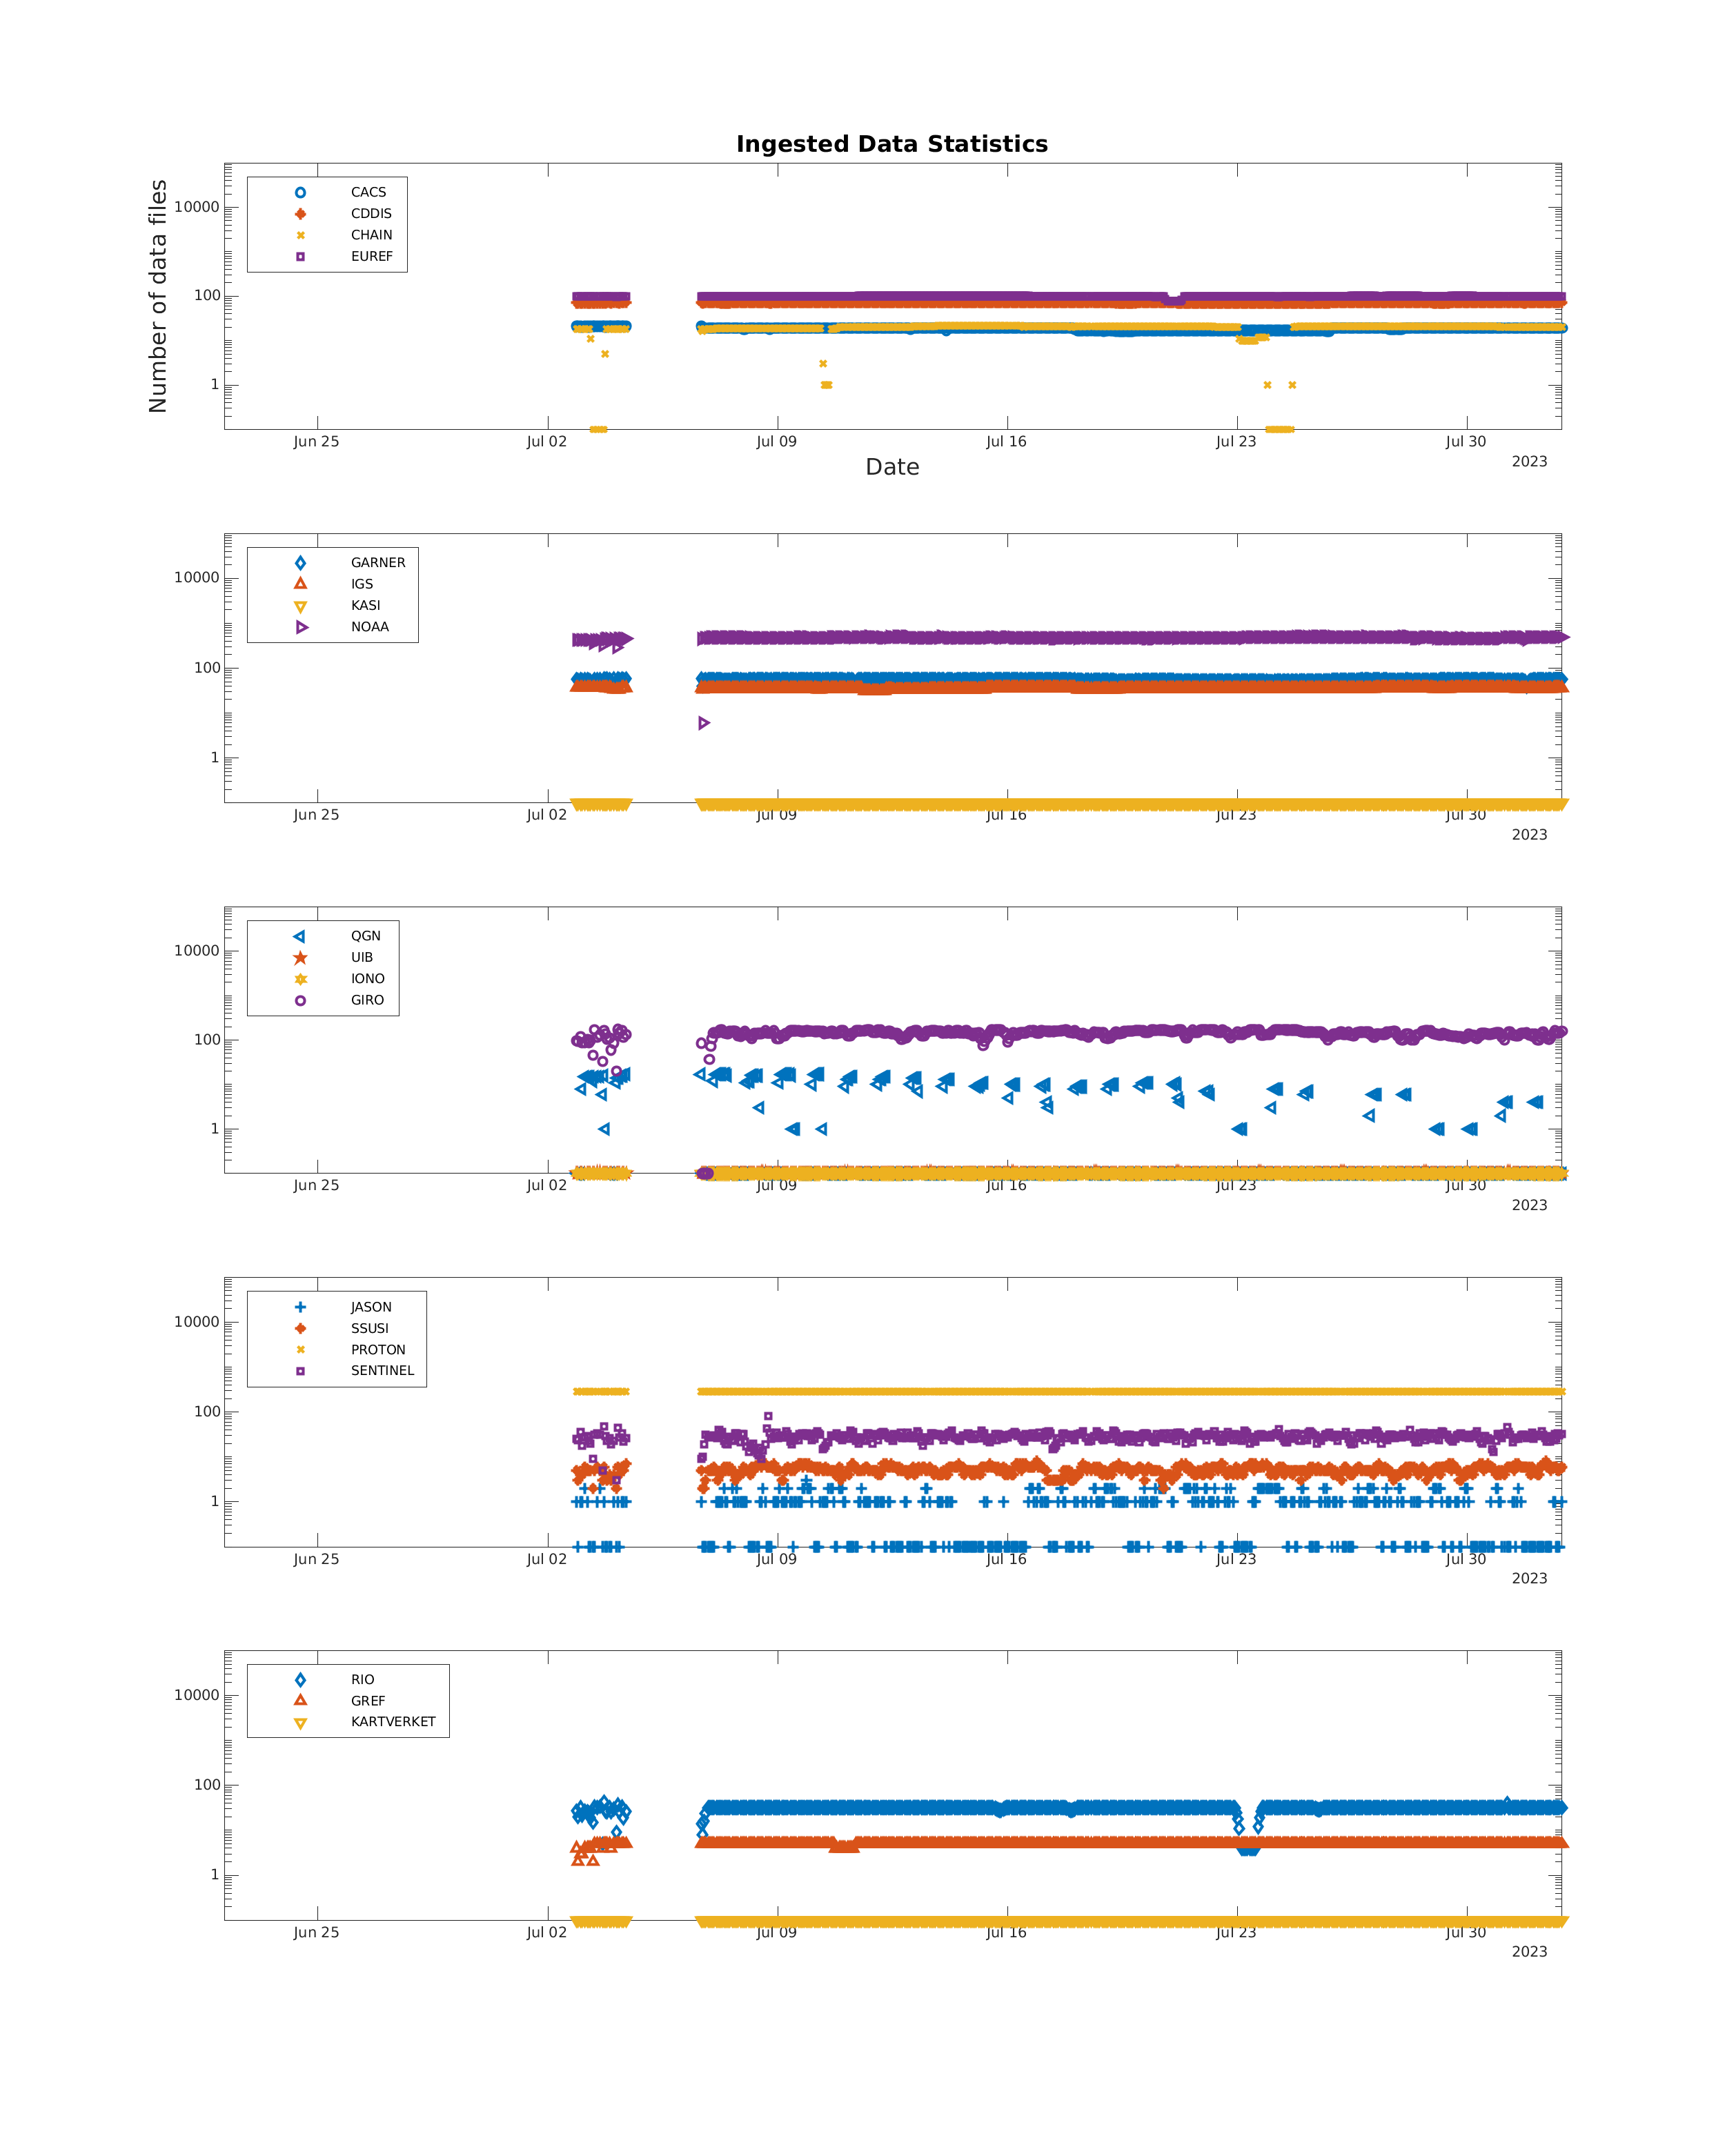 Ingested Data Statistics
Number of data files
10000
100
1
CACS
CDDIS
CHAIN
EUREF
Jun 25 Jul 02 Jul 09 Jul 16 Jul 23 Jul 30
2023
Date
10000
100
1
GARNER
IGS
KASI
NOAA
Jun 25 Jul 02 Jul 09 Jul 16 Jul 23 Jul 30
2023
10000
100
1
QGN
UIB
IONO
GIRO
Jun 25 Jul 02 Jul 09 Jul 16 Jul 23 Jul 30
2023
10000
100
1
JASON
SSUSI
PROTON
SENTINEL
Jun 25 Jul 02 Jul 09 Jul 16 Jul 23 Jul 30
2023
10000
100
1
RIO
GREF
KARTVERKET
Jun 25 Jul 02 Jul 09 Jul 16 Jul 23 Jul 30
2023